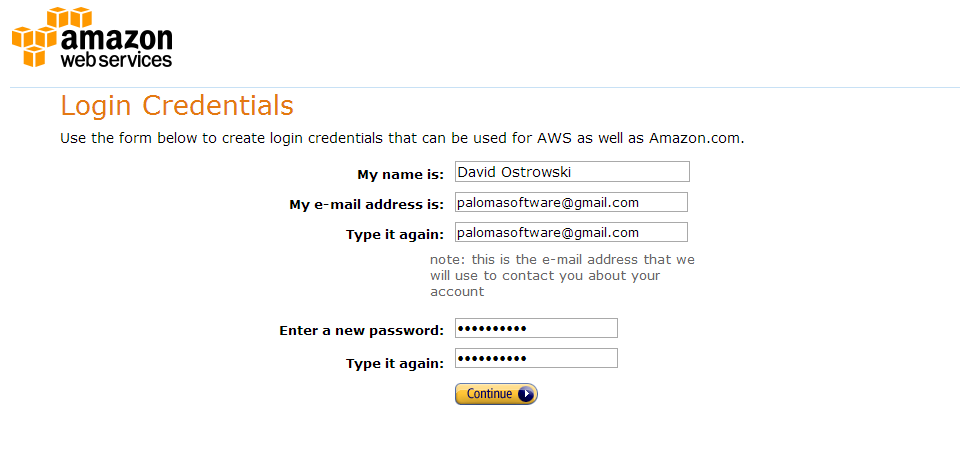 amazon
web services
Login Credentials
Use the form below to create login credentials that can be used for AWS as well as Amazon.com.
My name is: David Ostrowski
My e-mail address is: palomasoftware@gmail.com
Type it again: palomasoftware@gmail.com
note: this is the e-mail address that we
will use to contact you about your
account
Enter a new password: ••••••••••
Type it again: ••••••••••
Continue